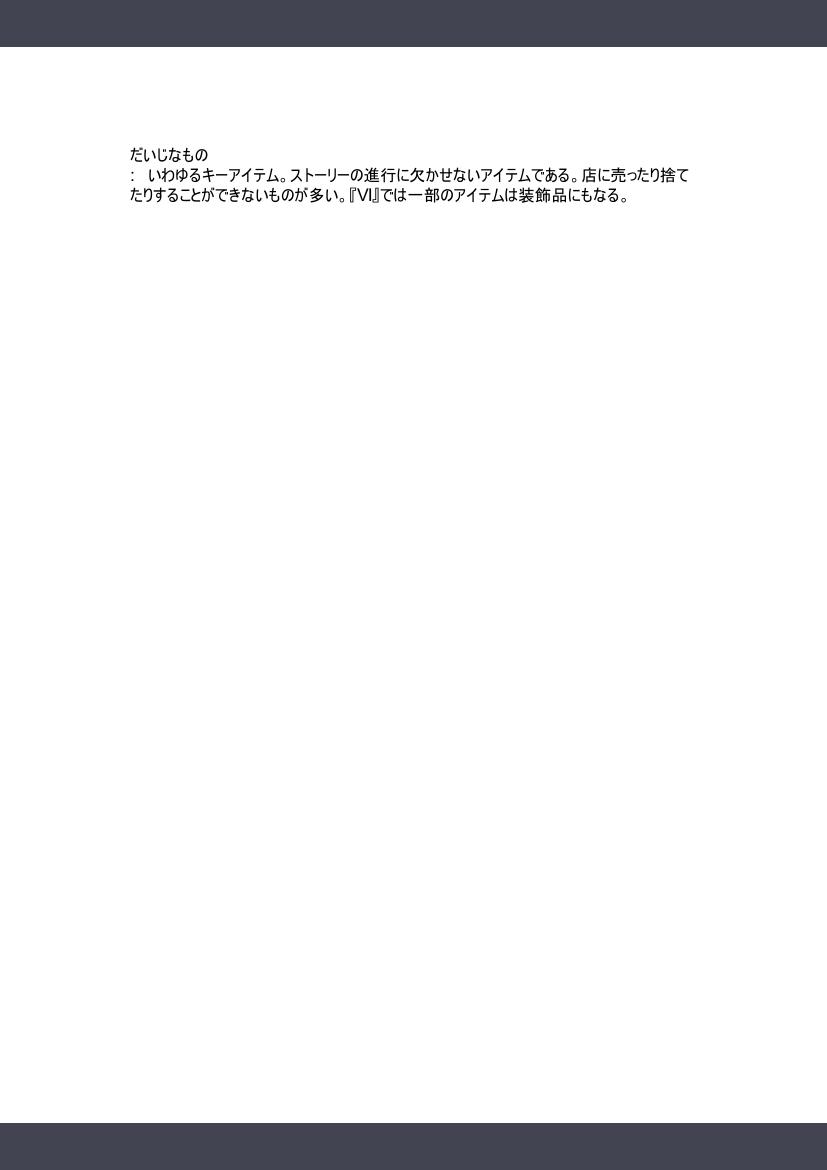 だいじなもの
： いわゆるキーアイテム。ストーリーの進行に欠かせないアイテムである。店に売ったり捨て
たりすることができないものが多い。『VI』では一部のアイテムは装飾品にもなる。